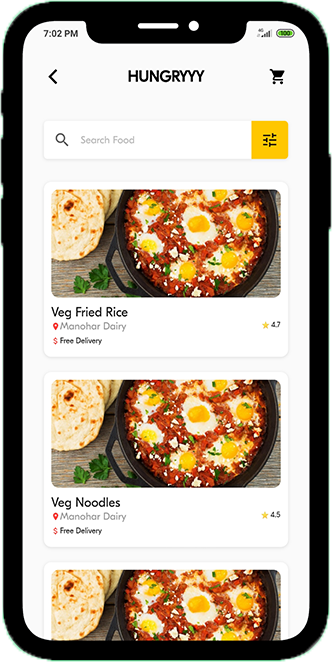 7:02 PM
4G
100
HUNGRYYY
Search Food
Veg Fried Rice
Manohar Dairy
4.7
$ Free Delivery
Veg Noodles
Manohar Dairy
4.5
$ Free Delivery